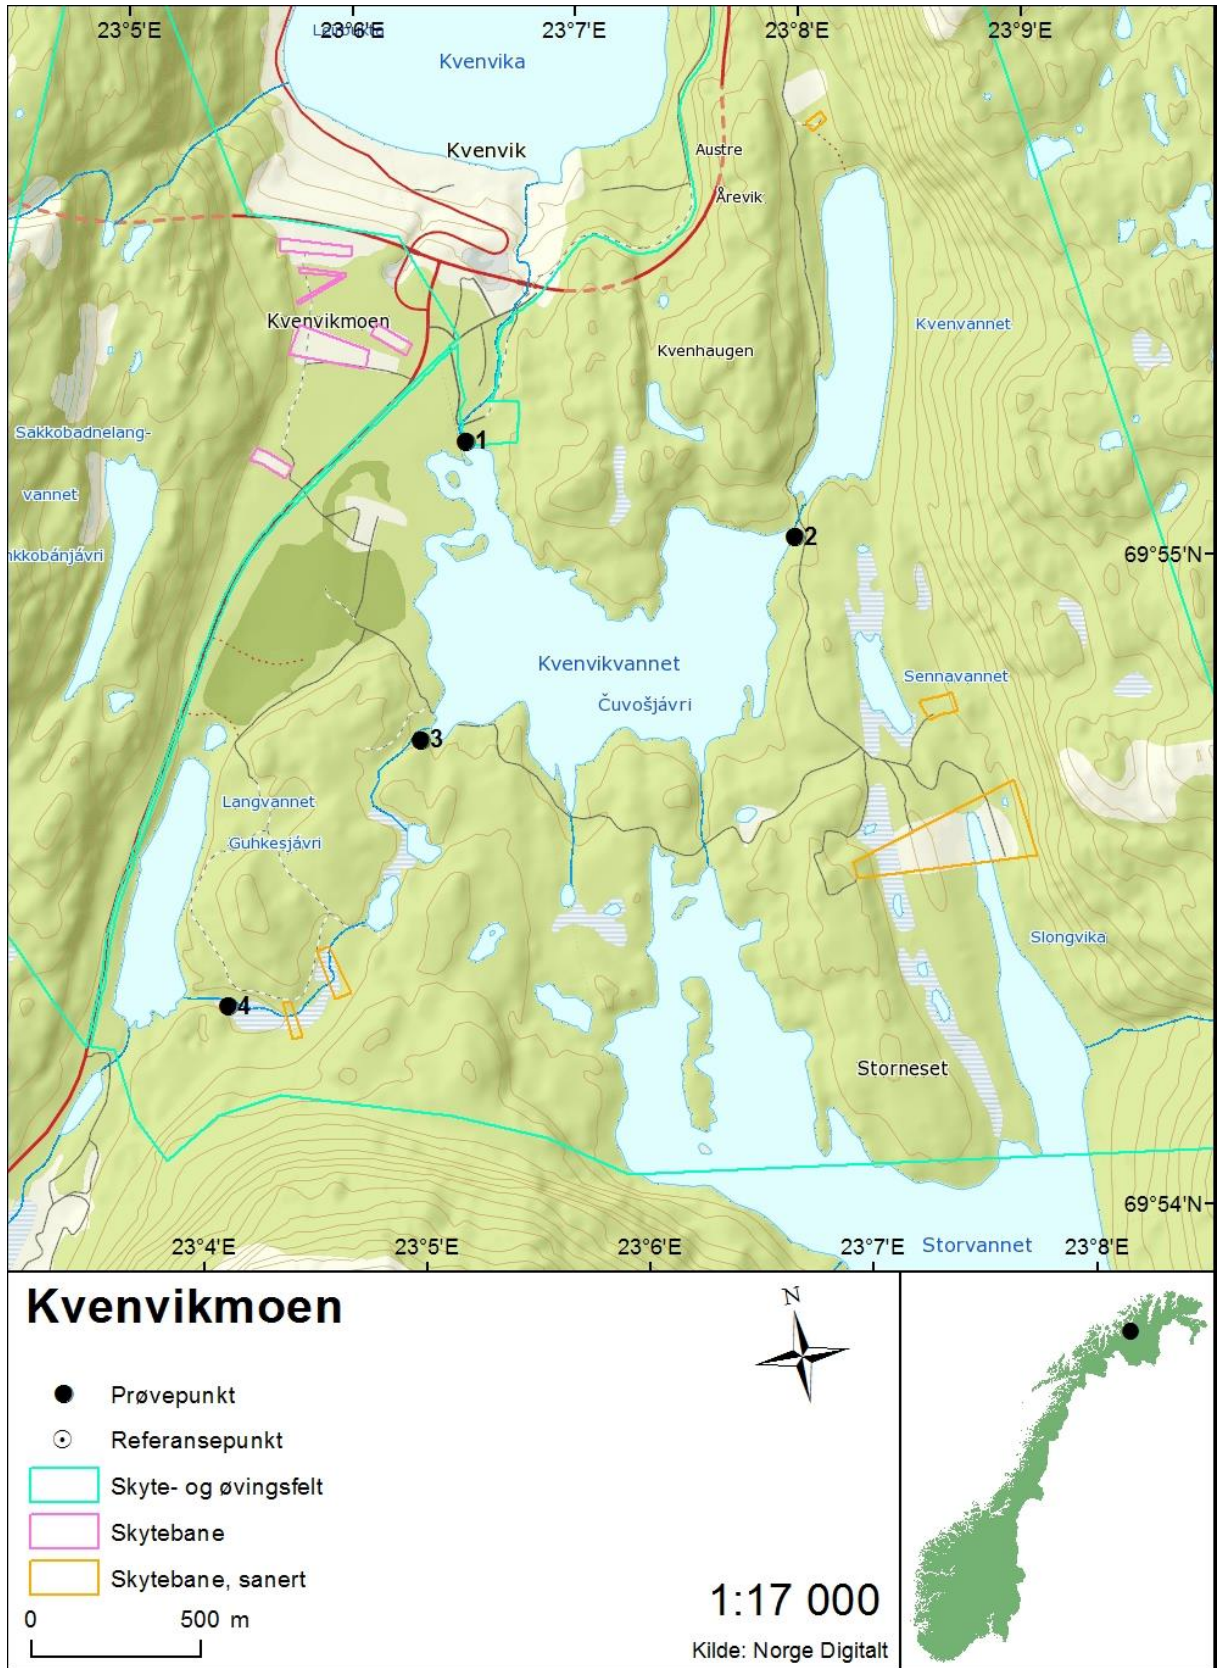 23°5'E
23°6'E
23°7'E
23°8'E
23°9'E
Kvenvika
Kvenvik
Austre
Årevik
Kvenvikmoen
Kvenvannet
Kvenhaugen
Sakkobadnelang-
vannet
1
2
69°55'N
Kvenvikvannet
Čuvošjávri
Sennavannet
3
Langvannet
Guhkesjávri
Slongvika
4
Storneset
69°54'N
23°4'E
23°5'E
23°6'E
23°7'E
23°8'E
Storvannet
Kvenvikmoen
N
Prøvepunkt
Referansepunkt
Skyte- og øvingsfelt
Skytebane
Skytebane, sanert
0
500 m
1:17 000
Kilde: Norge Digitalt